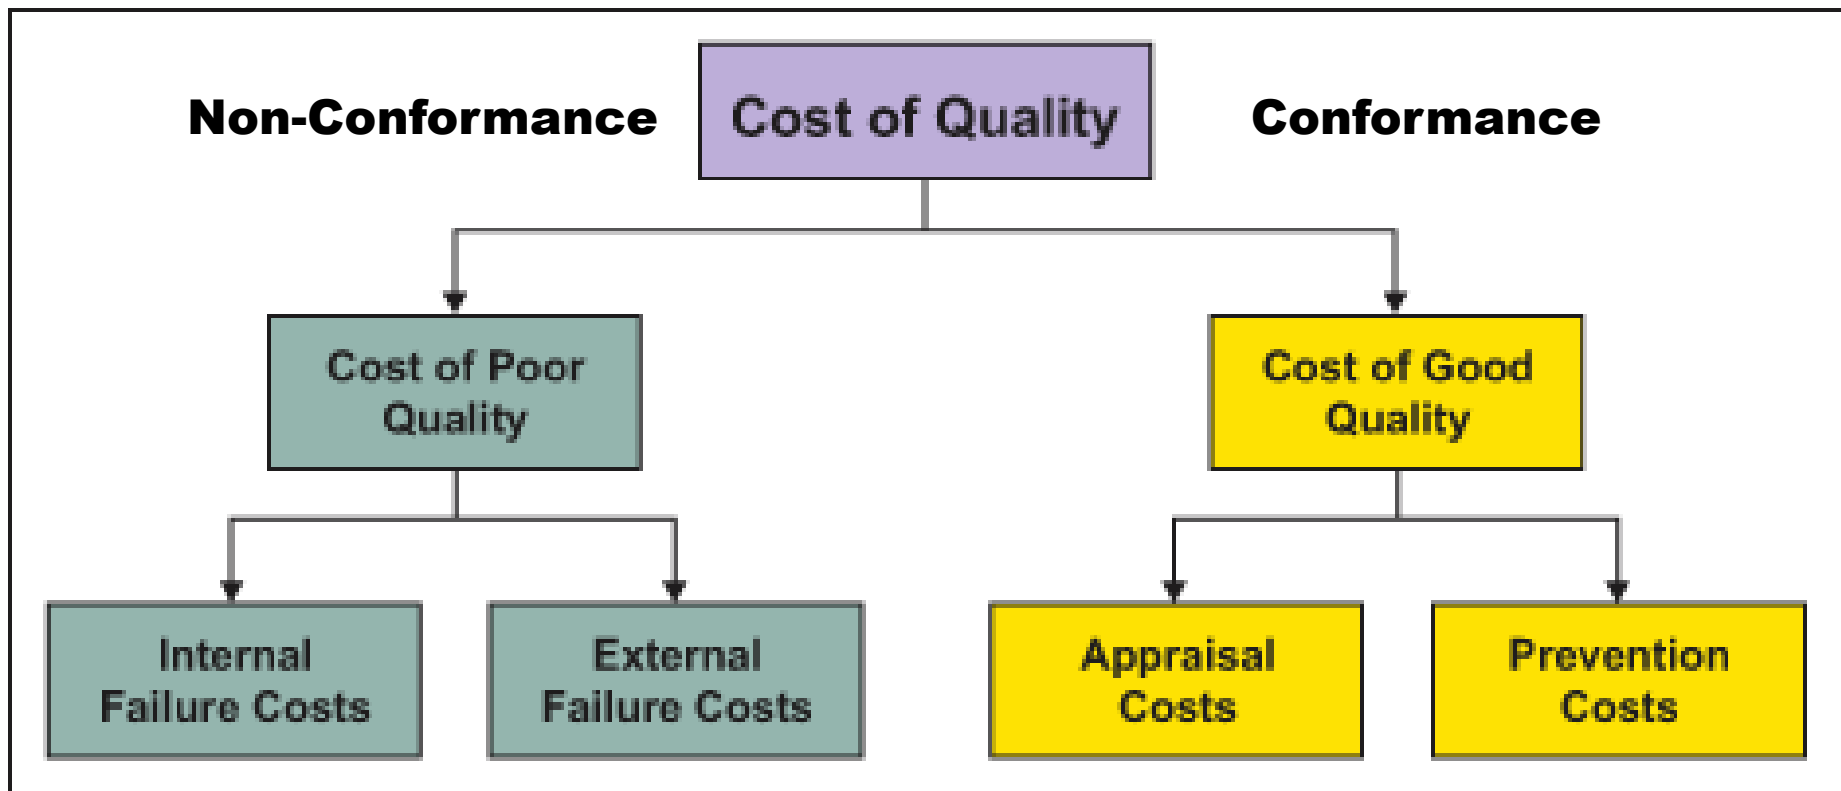 Non-Conformance
Cost of Quality
Conformance
Cost of Poor
Quality
Cost of Good
Quality
Internal
Failure Costs
External
Failure Costs
Appraisal
Costs
Prevention
Costs